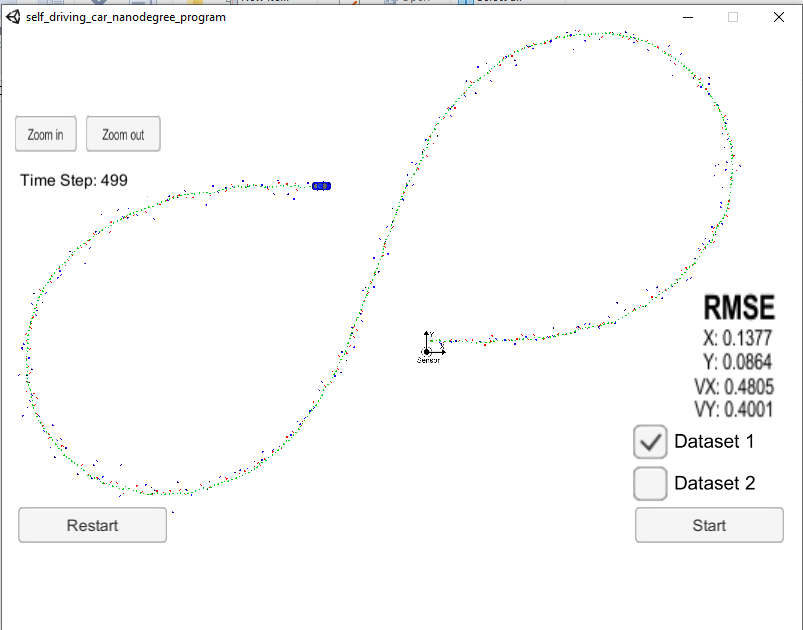 self_driving_car_nanodegree_program
Zoom in
Zoom out
Time Step: 499
RMSE
X: 0.1377
Y: 0.0864
VX: 0.4805
VY: 0.4001
Y
X
Sensor
Dataset 1
Dataset 2
Restart
Start